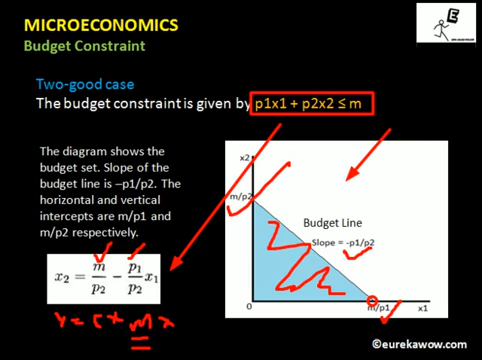 MICROECONOMICS
Budget Constraint
E
Two-good case
The budget constraint is given by p1x1 + p2x2 ≤ m
The diagram shows the
budget set. Slope of the
budget line is –p1/p2. The
horizontal and vertical
intercepts are m/p1 and
m/p2 respectively.
x2 = m/p2 − p1/p2 x1
x2
m/p2
Budget Line
Slope = -p1/p2
0
m/p1
x1
y = c + m x
©eurekawow.com